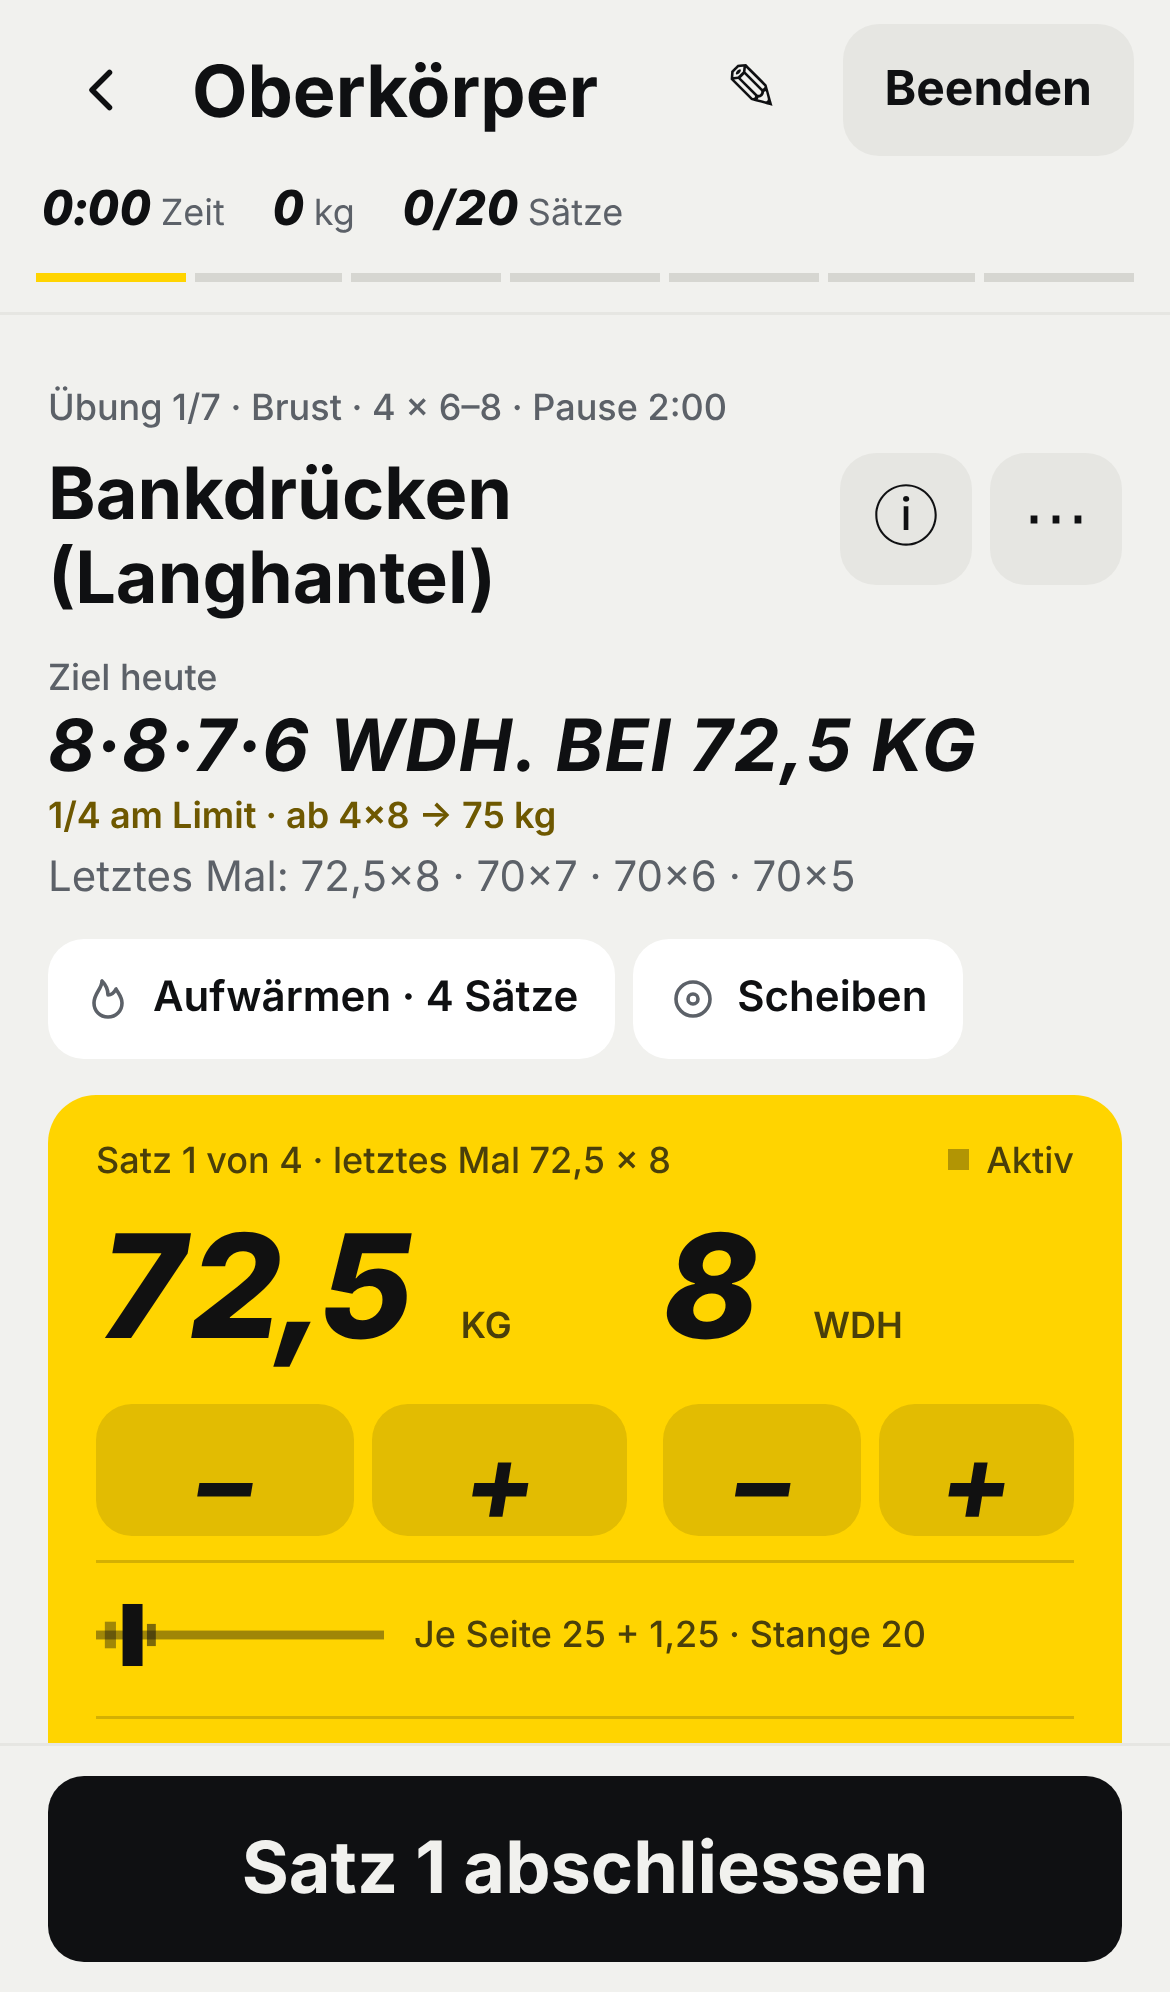 Oberkörper
Beenden
0:00 Zeit 0 kg 0/20 Sätze
Übung 1/7 · Brust · 4 × 6–8 · Pause 2:00
Bankdrücken
(Langhantel)
Ziel heute
8·8·7·6 WDH. BEI 72,5 KG
1/4 am Limit · ab 4×8 → 75 kg
Letztes Mal: 72,5×8 · 70×7 · 70×6 · 70×5
Aufwärmen · 4 Sätze
Scheiben
Satz 1 von 4 · letztes Mal 72,5 × 8
Aktiv
72,5 KG 8 WDH
− + − +
Je Seite 25 + 1,25 · Stange 20
Satz 1 abschliessen